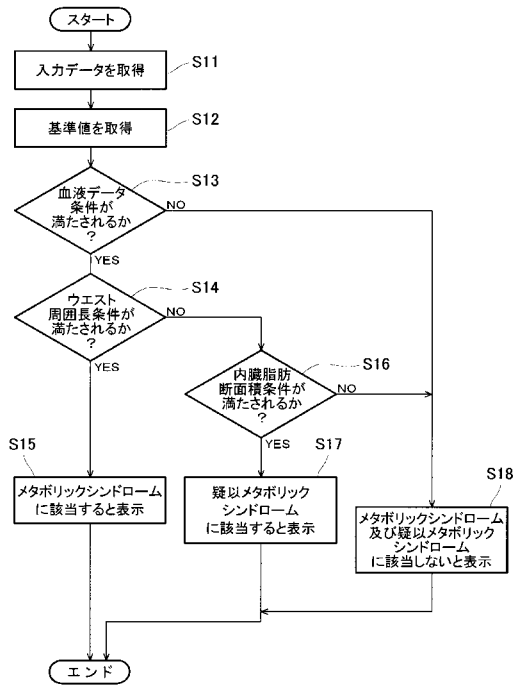 スタート
入力データを取得
S11
基準値を取得
S12
血液データ
条件が
満たされるか
?
S13
NO
YES
ウエスト
周囲長条件が
満たされるか
?
S14
NO
YES
内臓脂肪
断面積条件が
満たされるか
?
S16
NO
YES
S15
メタボリックシンドローム
に該当すると表示
S17
疑似メタボリック
シンドローム
に該当すると表示
S18
メタボリックシンドローム
及び疑似メタボリック
シンドローム
に該当しないと表示
エンド